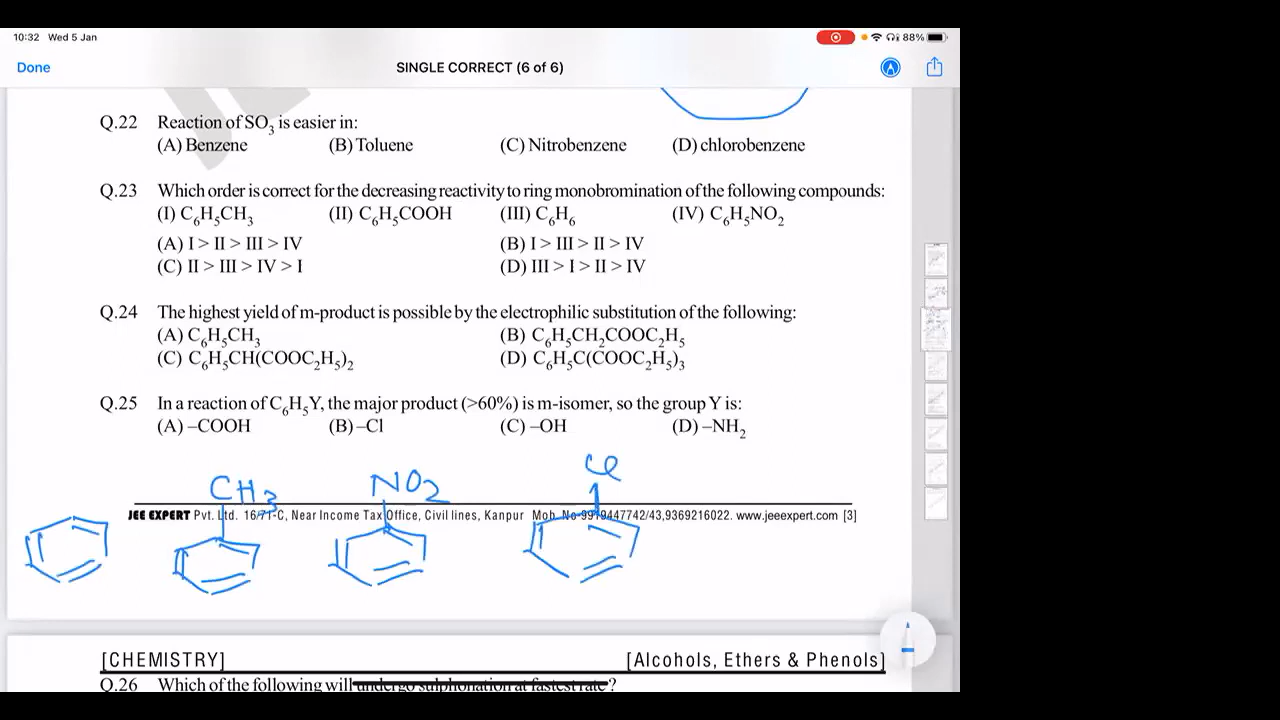 10:32 Wed 5 Jan 88%
Done SINGLE CORRECT (6 of 6)
Q.22 Reaction of SO3 is easier in:
(A) Benzene (B) Toluene (C) Nitrobenzene (D) chlorobenzene
Q.23 Which order is correct for the decreasing reactivity to ring monobromination of the following compounds:
(I) C6H5CH3 (II) C6H5COOH (III) C6H6 (IV) C6H5NO2
(A) I > II > III > IV (B) I > III > II > IV
(C) II > III > IV > I (D) III > I > II > IV
Q.24 The highest yield of m-product is possible by the electrophilic substitution of the following:
(A) C6H5CH3 (B) C6H5CH2COOC2H5
(C) C6H5CH(COOC2H5)2 (D) C6H5C(COOC2H5)3
Q.25 In a reaction of C6H5Y, the major product (>60%) is m-isomer, so the group Y is:
(A) –COOH (B) –Cl (C) –OH (D) –NH2
CH3 NO2 Cl
JEE EXPERT Pvt. Ltd. 16/71-C, Near Income Tax Office, Civil lines, Kanpur Mob. No-9919447742/43,9369216022. www.jeeexpert.com [3]
[CHEMISTRY] [Alcohols, Ethers & Phenols]
Q.26 Which of the following will undergo sulphonation at fastest rate?